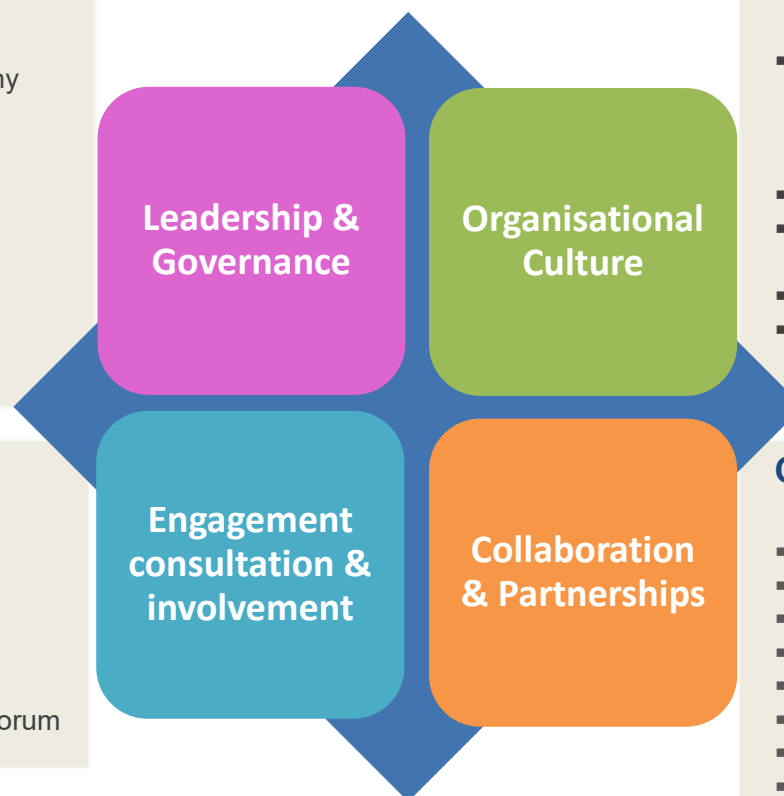 Leadership &
Governance
Organisational
Culture
Engagement
consultation &
involvement
Collaboration
& Partnerships